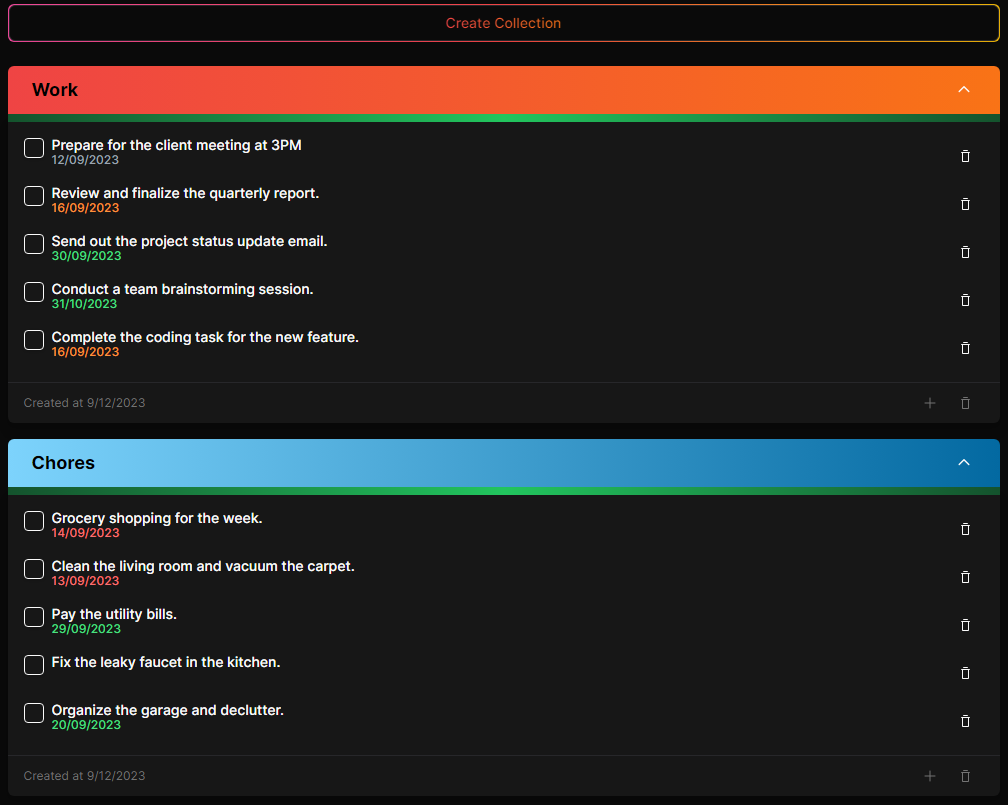 Create Collection
Work
Prepare for the client meeting at 3PM
12/09/2023
Review and finalize the quarterly report.
16/09/2023
Send out the project status update email.
30/09/2023
Conduct a team brainstorming session.
31/10/2023
Complete the coding task for the new feature.
16/09/2023
Created at 9/12/2023
Chores
Grocery shopping for the week.
14/09/2023
Clean the living room and vacuum the carpet.
13/09/2023
Pay the utility bills.
29/09/2023
Fix the leaky faucet in the kitchen.
Organize the garage and declutter.
20/09/2023
Created at 9/12/2023